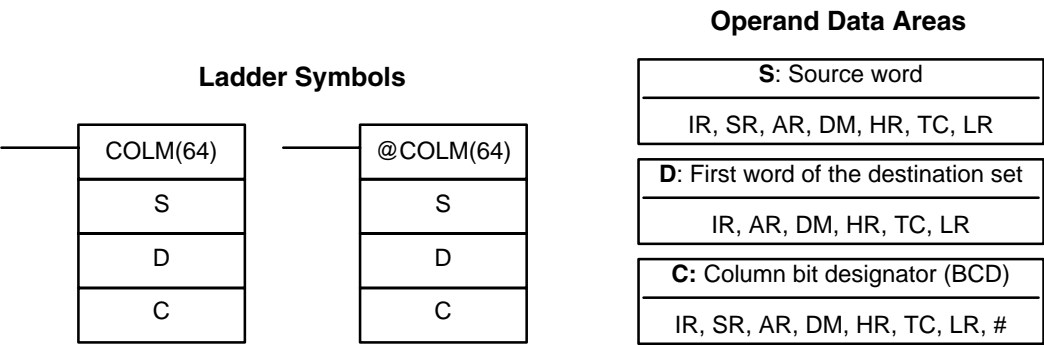 Ladder Symbols
COLM(64)
S
D
C
@COLM(64)
S
D
C
Operand Data Areas
S: Source word
IR, SR, AR, DM, HR, TC, LR
D: First word of the destination set
IR, AR, DM, HR, TC, LR
C: Column bit designator (BCD)
IR, SR, AR, DM, HR, TC, LR, #